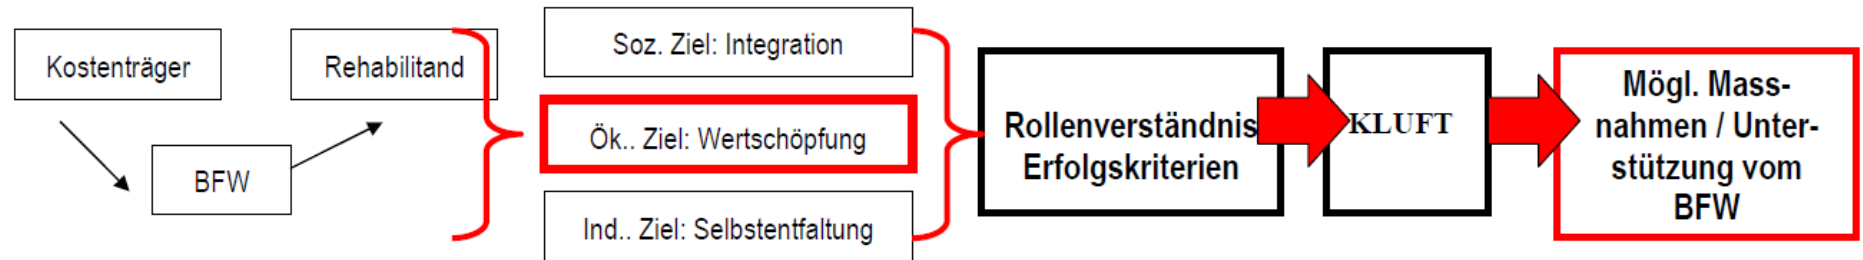 Kostenträger
Rehabilitand
BFW
Soz. Ziel: Integration
Ök.. Ziel: Wertschöpfung
Ind.. Ziel: Selbstentfaltung
Rollenverständnis
Erfolgskriterien
KLUFT
Mögl. Mass-
nahmen / Unter-
stützung vom
BFW